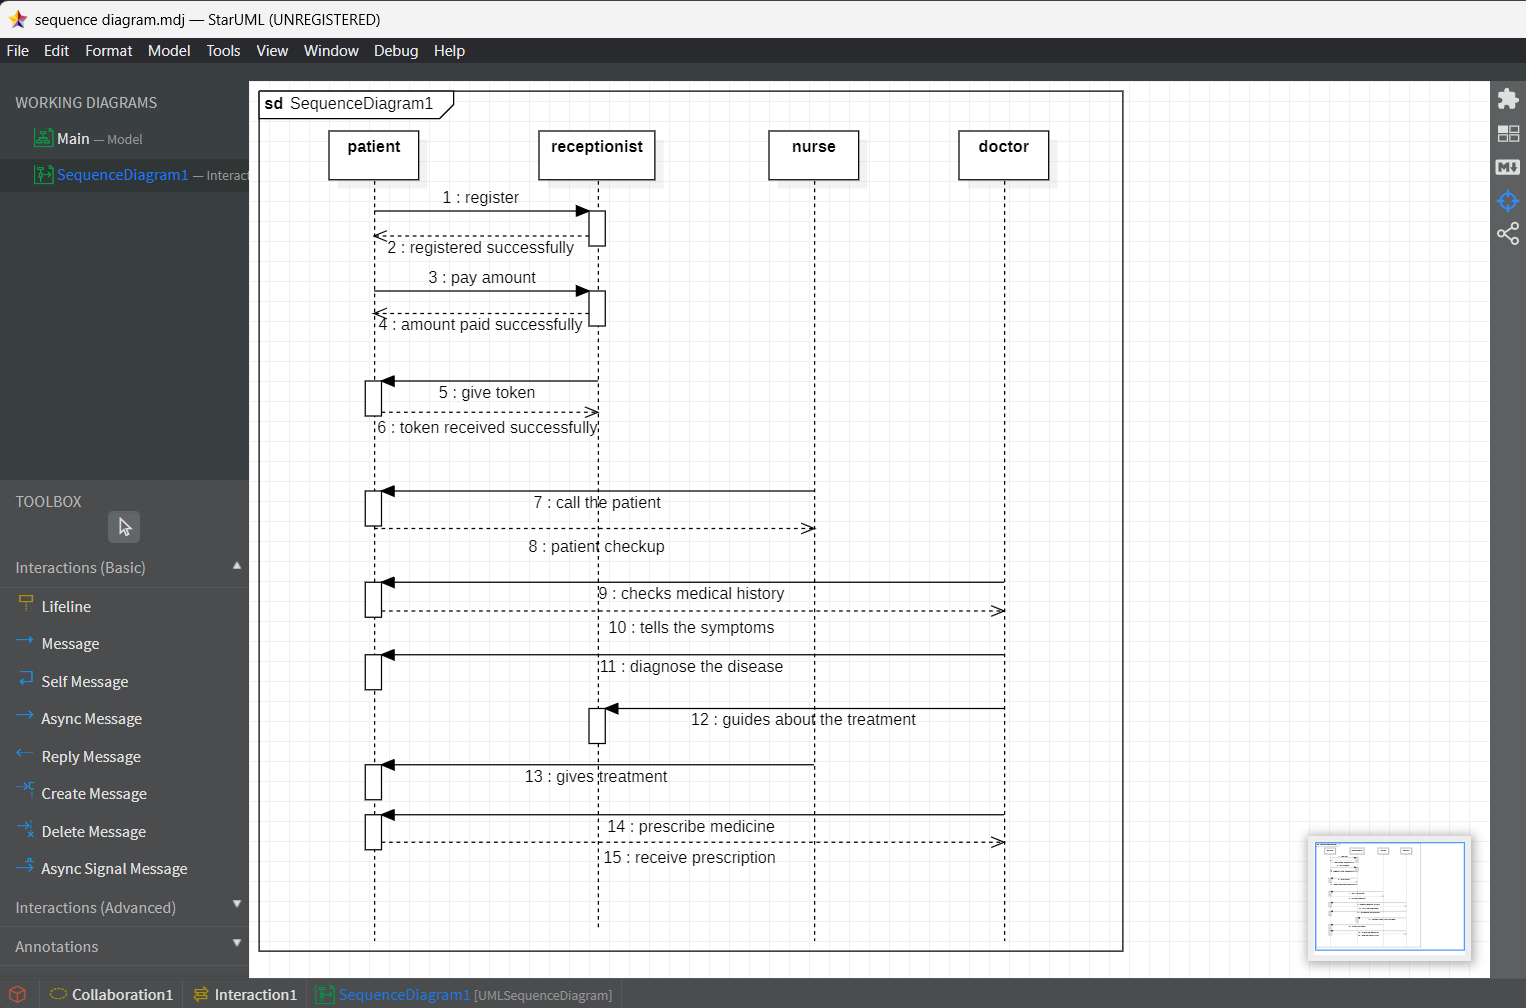 sequence diagram.mdj — StarUML (UNREGISTERED)
File Edit Format Model Tools View Window Debug Help
WORKING DIAGRAMS
Main — Model
SequenceDiagram1 — Interact
TOOLBOX
Interactions (Basic)
Lifeline
Message
Self Message
Async Message
Reply Message
Create Message
Delete Message
Async Signal Message
Interactions (Advanced)
Annotations
sd SequenceDiagram1
patient receptionist nurse doctor
1 : register
2 : registered successfully
3 : pay amount
4 : amount paid successfully
5 : give token
6 : token received successfully
7 : call the patient
8 : patient checkup
9 : checks medical history
10 : tells the symptoms
11 : diagnose the disease
12 : guides about the treatment
13 : gives treatment
14 : prescribe medicine
15 : receive prescription
Collaboration1 Interaction1 SequenceDiagram1 [UMLSequenceDiagram]